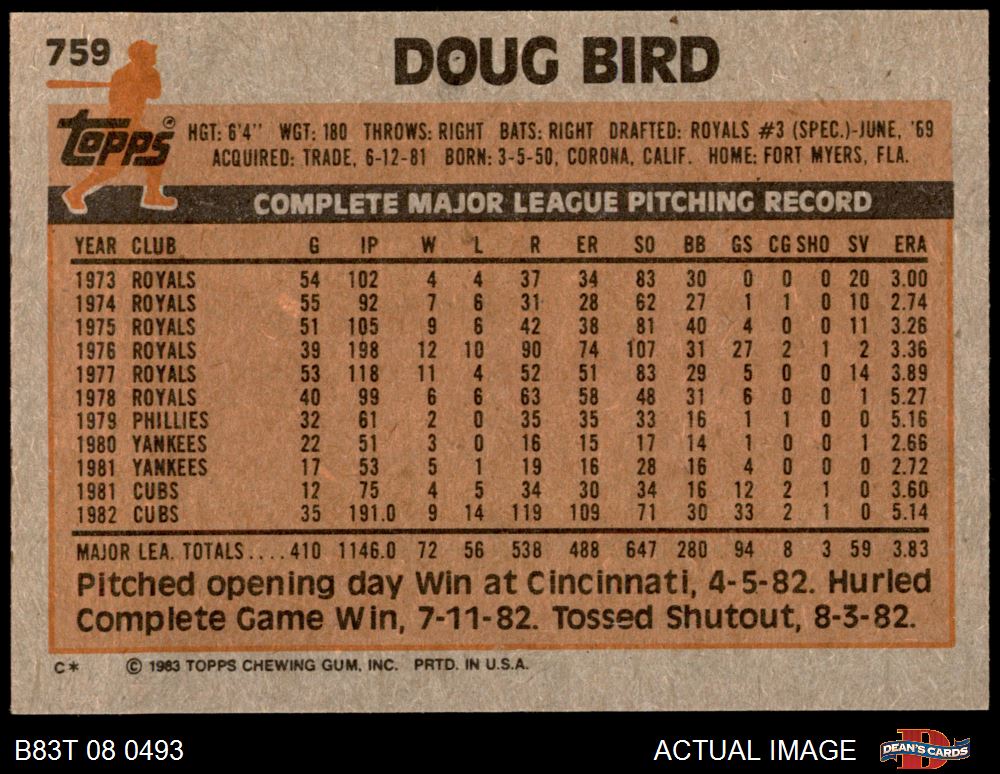 759
DOUG BIRD
Topps®
HGT: 6'4" WGT: 180 THROWS: RIGHT BATS: RIGHT DRAFTED: ROYALS #3 (SPEC.)-JUNE, '69
ACQUIRED: TRADE, 6-12-81 BORN: 3-5-50, CORONA, CALIF. HOME: FORT MYERS, FLA.
COMPLETE MAJOR LEAGUE PITCHING RECORD
YEAR CLUB G IP W L R ER SO BB GS CG SHO SV ERA
1973 ROYALS 54 102 4 4 37 34 83 30 0 0 0 20 3.00
1974 ROYALS 55 92 7 6 31 28 62 27 1 1 0 10 2.74
1975 ROYALS 51 105 9 6 42 38 81 40 4 0 0 11 3.26
1976 ROYALS 39 198 12 10 90 74 107 31 27 2 1 2 3.36
1977 ROYALS 53 118 11 4 52 51 83 29 5 0 0 14 3.89
1978 ROYALS 40 99 6 6 63 58 48 31 6 0 0 1 5.27
1979 PHILLIES 32 61 2 0 35 35 33 16 1 1 0 0 5.16
1980 YANKEES 22 51 3 0 16 15 17 14 1 0 0 1 2.66
1981 YANKEES 17 53 5 1 19 16 28 16 4 0 0 0 2.72
1981 CUBS 12 75 4 5 34 30 34 16 12 2 1 0 3.60
1982 CUBS 35 191.0 9 14 119 109 71 30 33 2 1 0 5.14
MAJOR LEA. TOTALS....410 1146.0 72 56 538 488 647 280 94 8 3 59 3.83
Pitched opening day Win at Cincinnati, 4-5-82. Hurled
Complete Game Win, 7-11-82. Tossed Shutout, 8-3-82.
C* © 1983 TOPPS CHEWING GUM, INC. PRTD. IN U.S.A.
B83T 08 0493 ACTUAL IMAGE DEAN'S CARDS